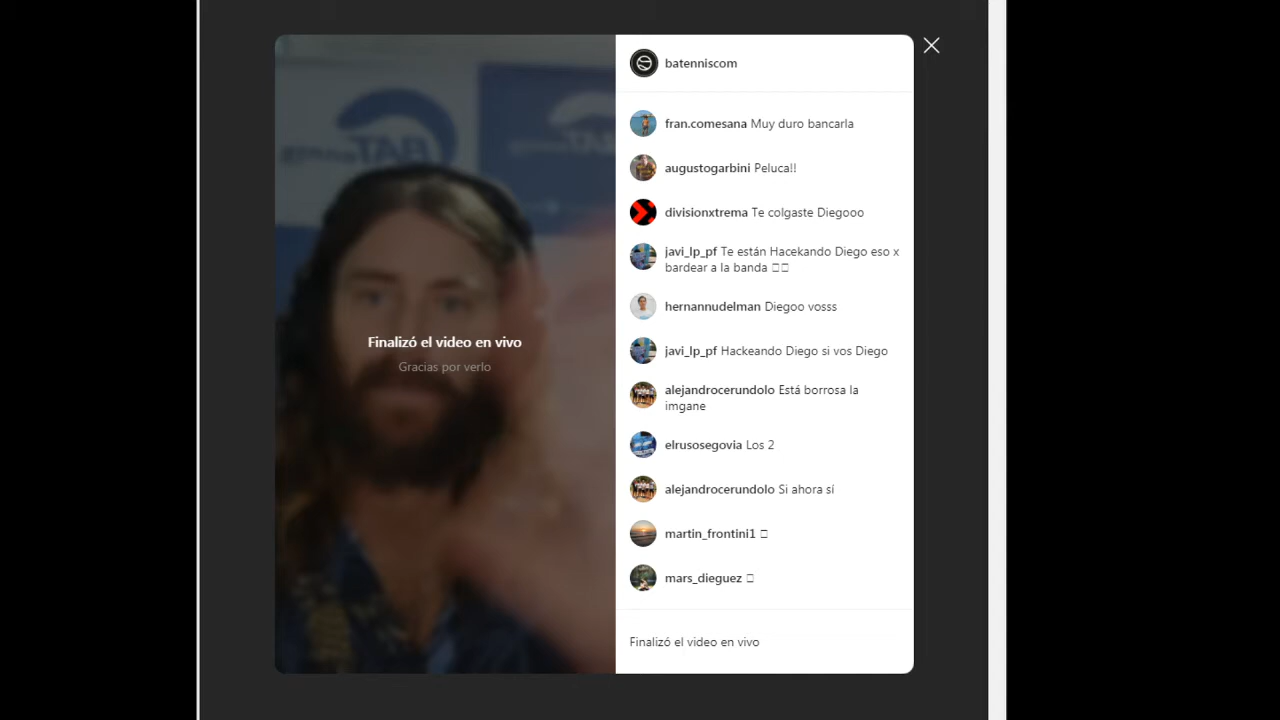 batenniscom
fran.comesana Muy duro bancarla
augustogarbini Peluca!!
divisionxtrema Te colgaste Diegooo
javi_lp_pf Te están Hacekando Diego eso x
bardear a la banda
hernannudelman Diegoo vosss
javi_lp_pf Hackeando Diego si vos Diego
alejandrocerundolo Está borrosa la
imgane
elrusosegovia Los 2
alejandrocerundolo Si ahora sí
martin_frontini1
mars_dieguez
Finalizó el video en vivo
BAT
Finalizó el video en vivo
Gracias por verlo